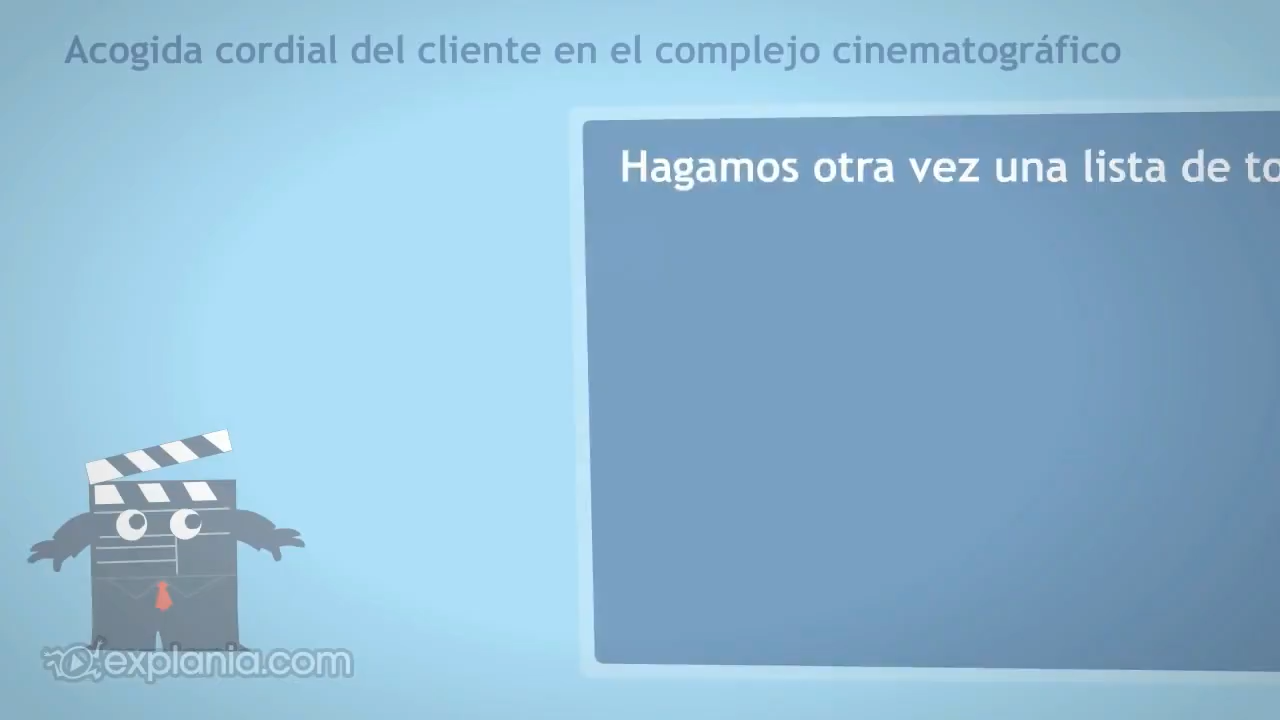 Acogida cordial del cliente en el complejo cinematográfico
Hagamos otra vez una lista de to
explania.com